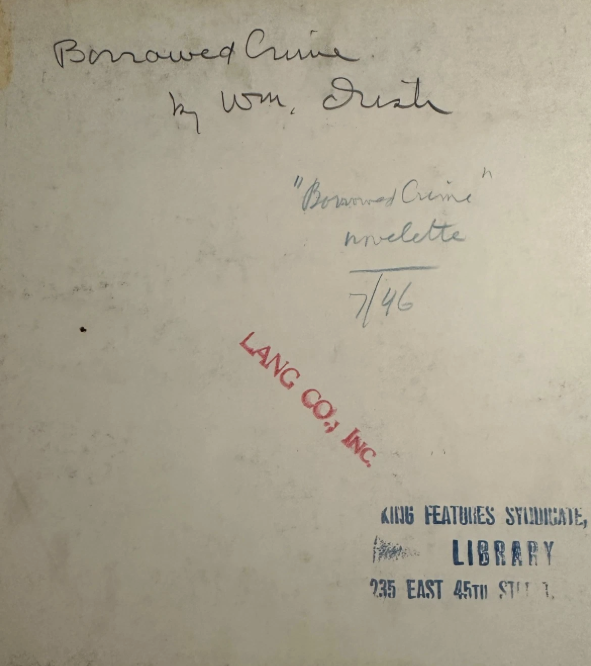 Borrowed Crime
by Wm. Irish
"Borrowed Crime"
novelette
7/46
LANG CO., INC.
KING FEATURES SYNDICATE,
LIBRARY
235 EAST 45TH